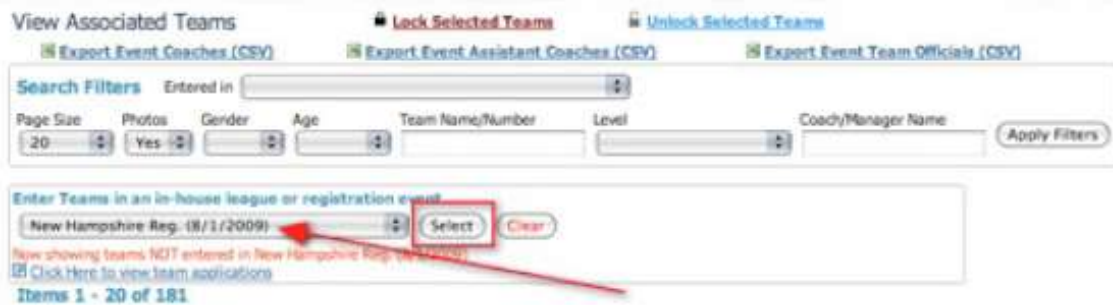 View Associated Teams Lock Selected Teams Unlock Selected Teams
Export Event Coaches (CSV) Export Event Assistant Coaches (CSV) Export Event Team Officials (CSV)
Search Filters Entered in
Page Size Photos Gender Age Team Name/Number Level Coach/Manager Name
20 Yes Apply Filters
Enter Teams in an in-house league or registration event
New Hampshire Reg. (8/1/2009) Select Clear
Now showing teams NOT entered in New Hampshire Reg. (8/1/2009)
Click Here to view team applications
Items 1 - 20 of 181